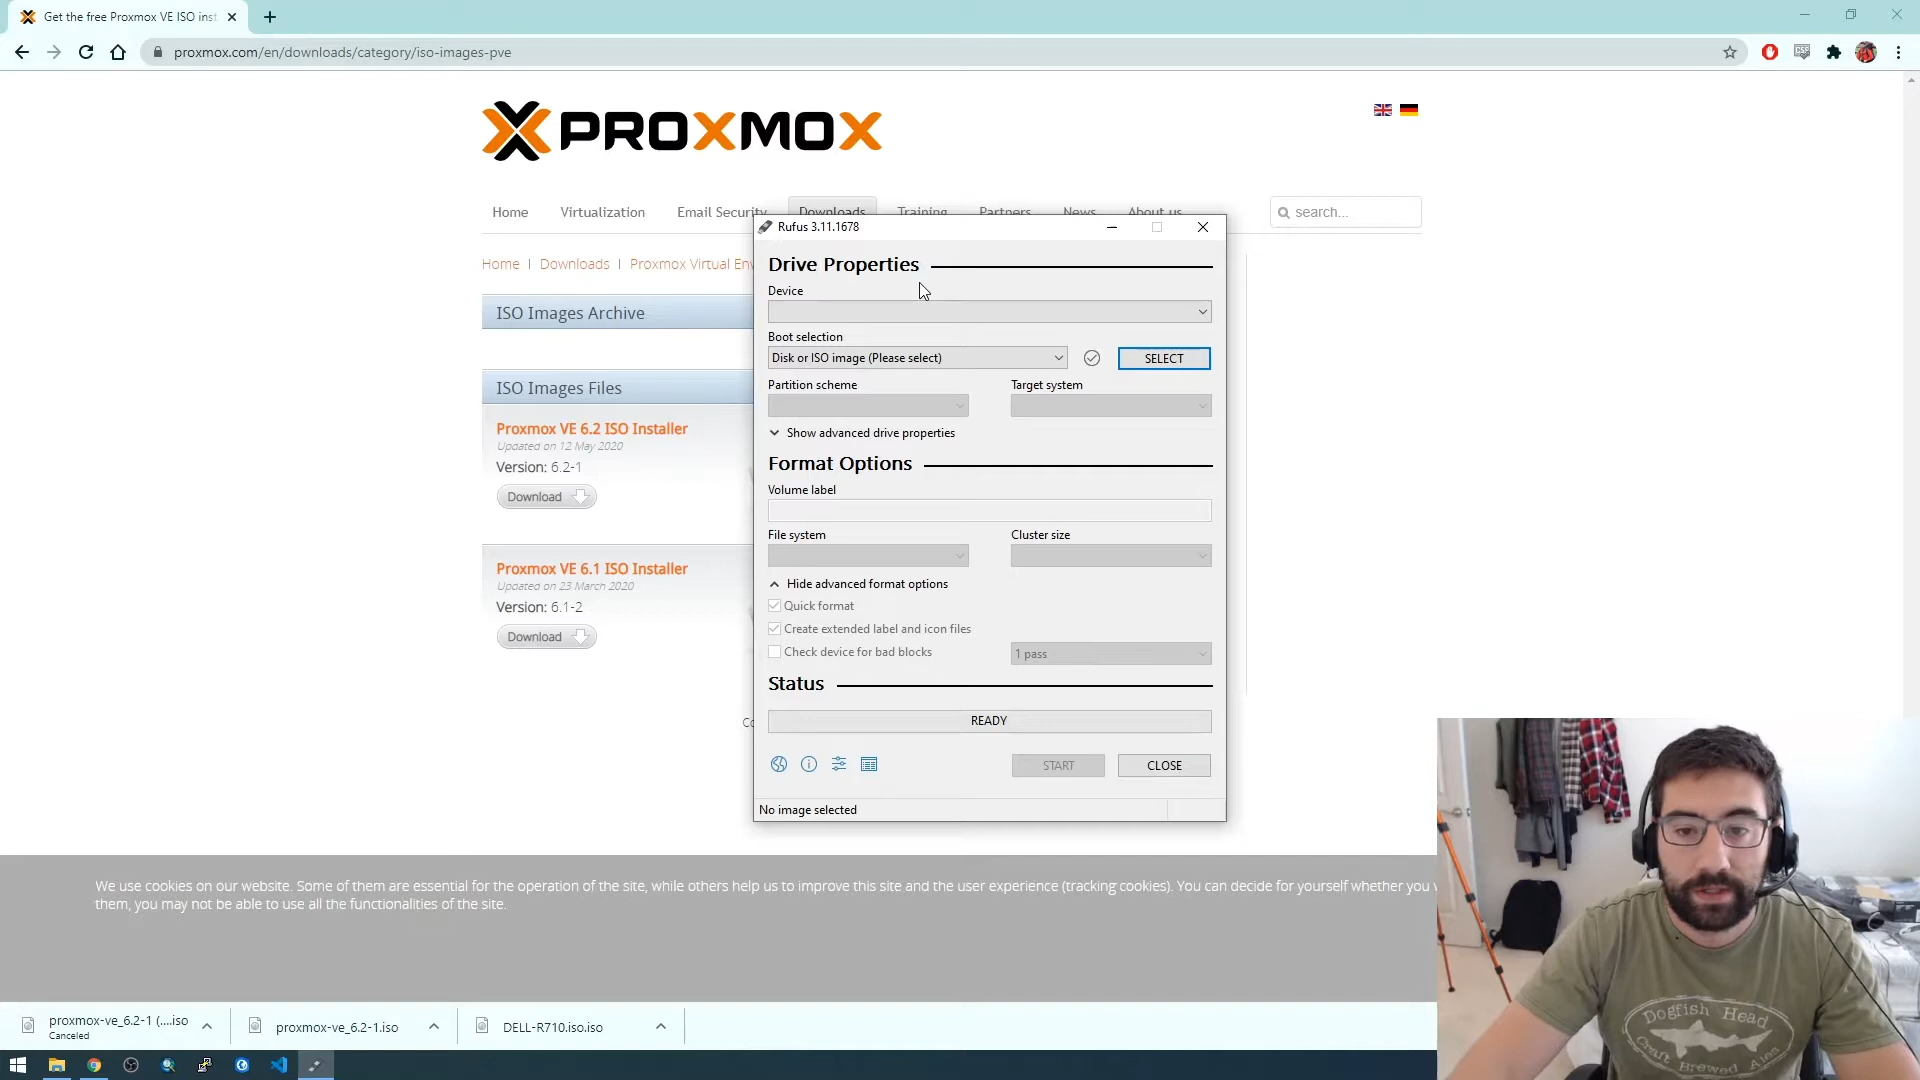 Get the free Proxmox VE ISO inst
proxmox.com/en/downloads/category/iso-images-pve
PROXMOX
Home
Virtualization
Email Security
Downloads
Training
Partners
News
About us
search...
Home | Downloads | Proxmox Virtual Env
ISO Images Archive
ISO Images Files
Proxmox VE 6.2 ISO Installer
Updated on 12 May 2020
Version: 6.2-1
Download
Proxmox VE 6.1 ISO Installer
Updated on 23 March 2020
Version: 6.1-2
Download
Co
Rufus 3.11.1678
Drive Properties
Device
Boot selection
Disk or ISO image (Please select)
SELECT
Partition scheme
Target system
Show advanced drive properties
Format Options
Volume label
File system
Cluster size
Hide advanced format options
Quick format
Create extended label and icon files
Check device for bad blocks
1 pass
Status
READY
START
CLOSE
No image selected
We use cookies on our website. Some of them are essential for the operation of the site, while others help us to improve this site and the user experience (tracking cookies). You can decide for yourself whether you w
them, you may not be able to use all the functionalities of the site.
proxmox-ve_6.2-1 (....iso
Canceled
proxmox-ve_6.2-1.iso
DELL-R710.iso.iso
Dogfish Head
Craft Brewed Ales